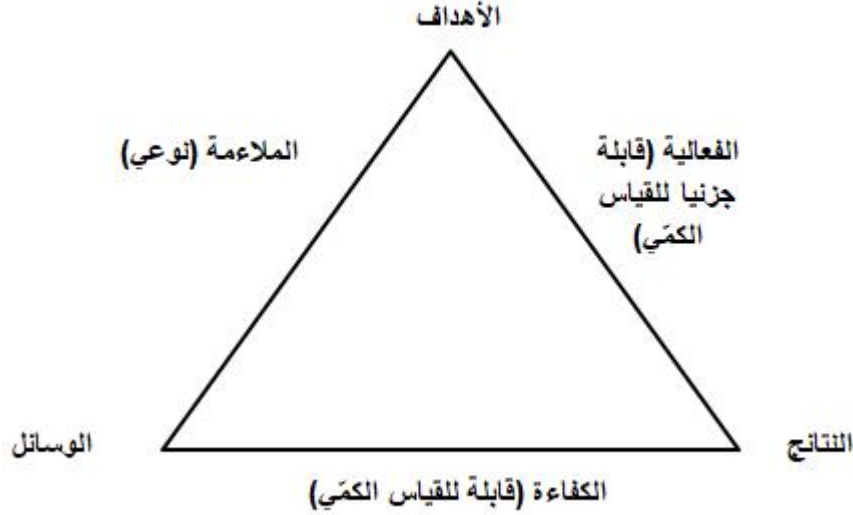 الأهداف
الملاءمة (نوعي)
الفعالية (قابلة
جزئيا للقياس
الكمّي)
النتائج
الوسائل
الكفاءة (قابلة للقياس الكمّي)